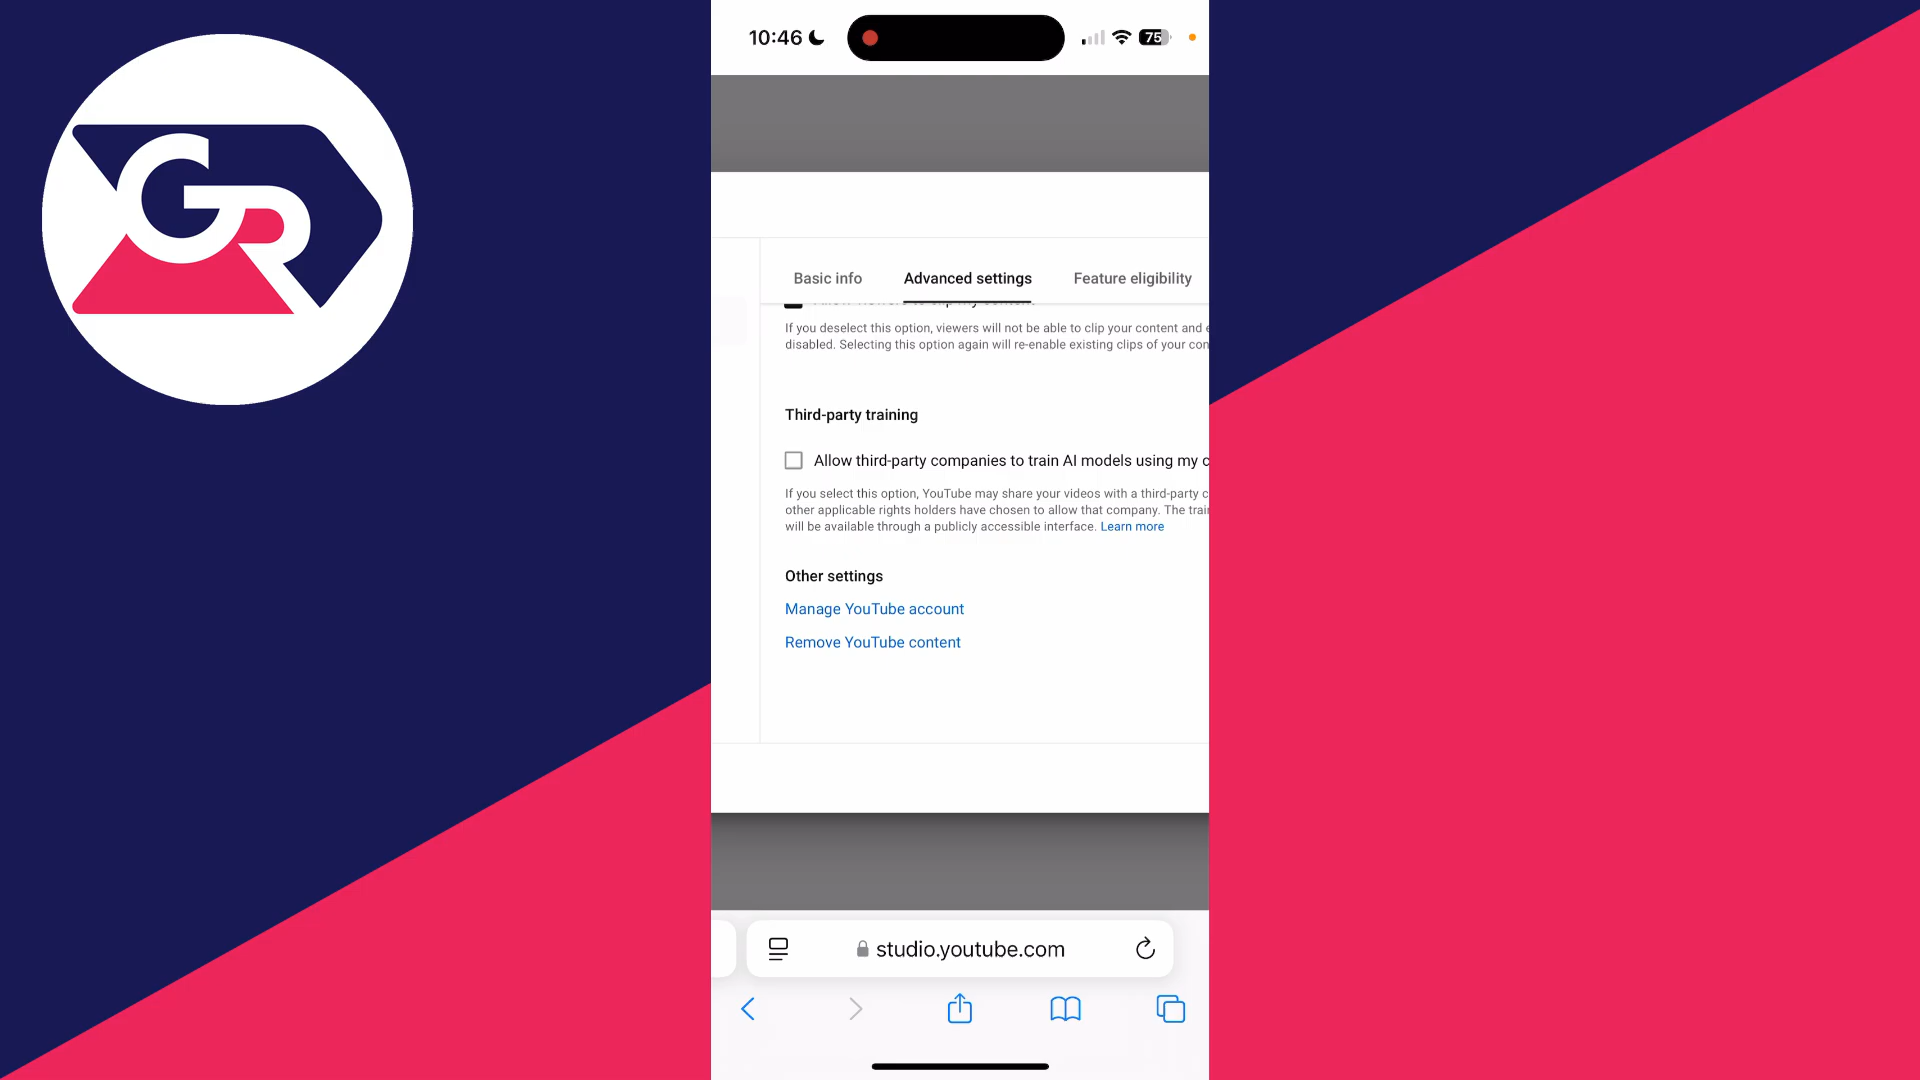 GR
10:46
75
Basic info
Advanced settings
Feature eligibility
If you deselect this option, viewers will not be able to clip your content and
disabled. Selecting this option again will re-enable existing clips of your
Third-party training
Allow third-party companies to train AI models using my
If you select this option, YouTube may share your videos with a third-party
other applicable rights holders have chosen to allow that company. The
will be available through a publicly accessible interface. Learn more
Other settings
Manage YouTube account
Remove YouTube content
studio.youtube.com